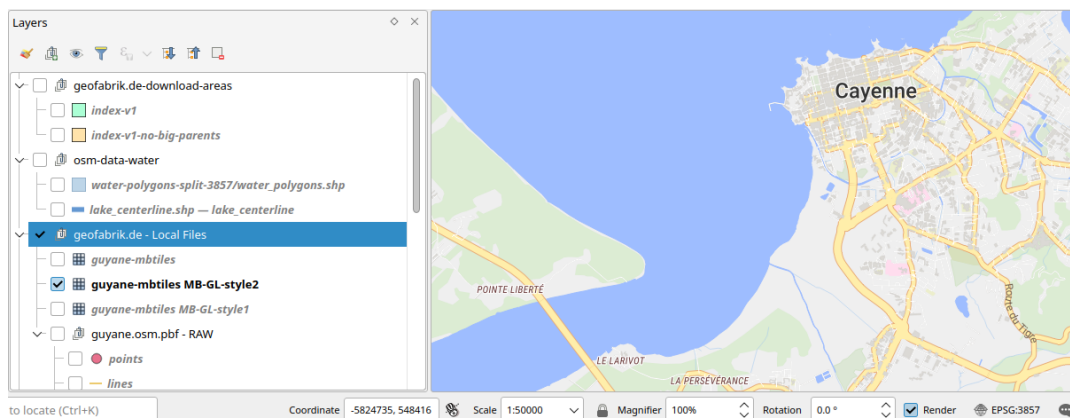 Layers
geofabrik.de-download-areas
index-v1
index-v1-no-big-parents
osm-data-water
water-polygons-split-3857/water_polygons.shp
lake_centerline.shp — lake_centerline
geofabrik.de - Local Files
guyane-mbtiles
guyane-mbtiles MB-GL-style2
guyane-mbtiles MB-GL-style1
guyane.osm.pbf - RAW
points
lines
Cayenne
POINTE LIBERTÉ
Route du Tigre
LE LARIVOT
LA PERSÉVÉRANCE
to locate (Ctrl+K)
Coordinate -5824735, 548416 Scale 1:50000 Magnifier 100% Rotation 0.0 ° Render EPSG:3857